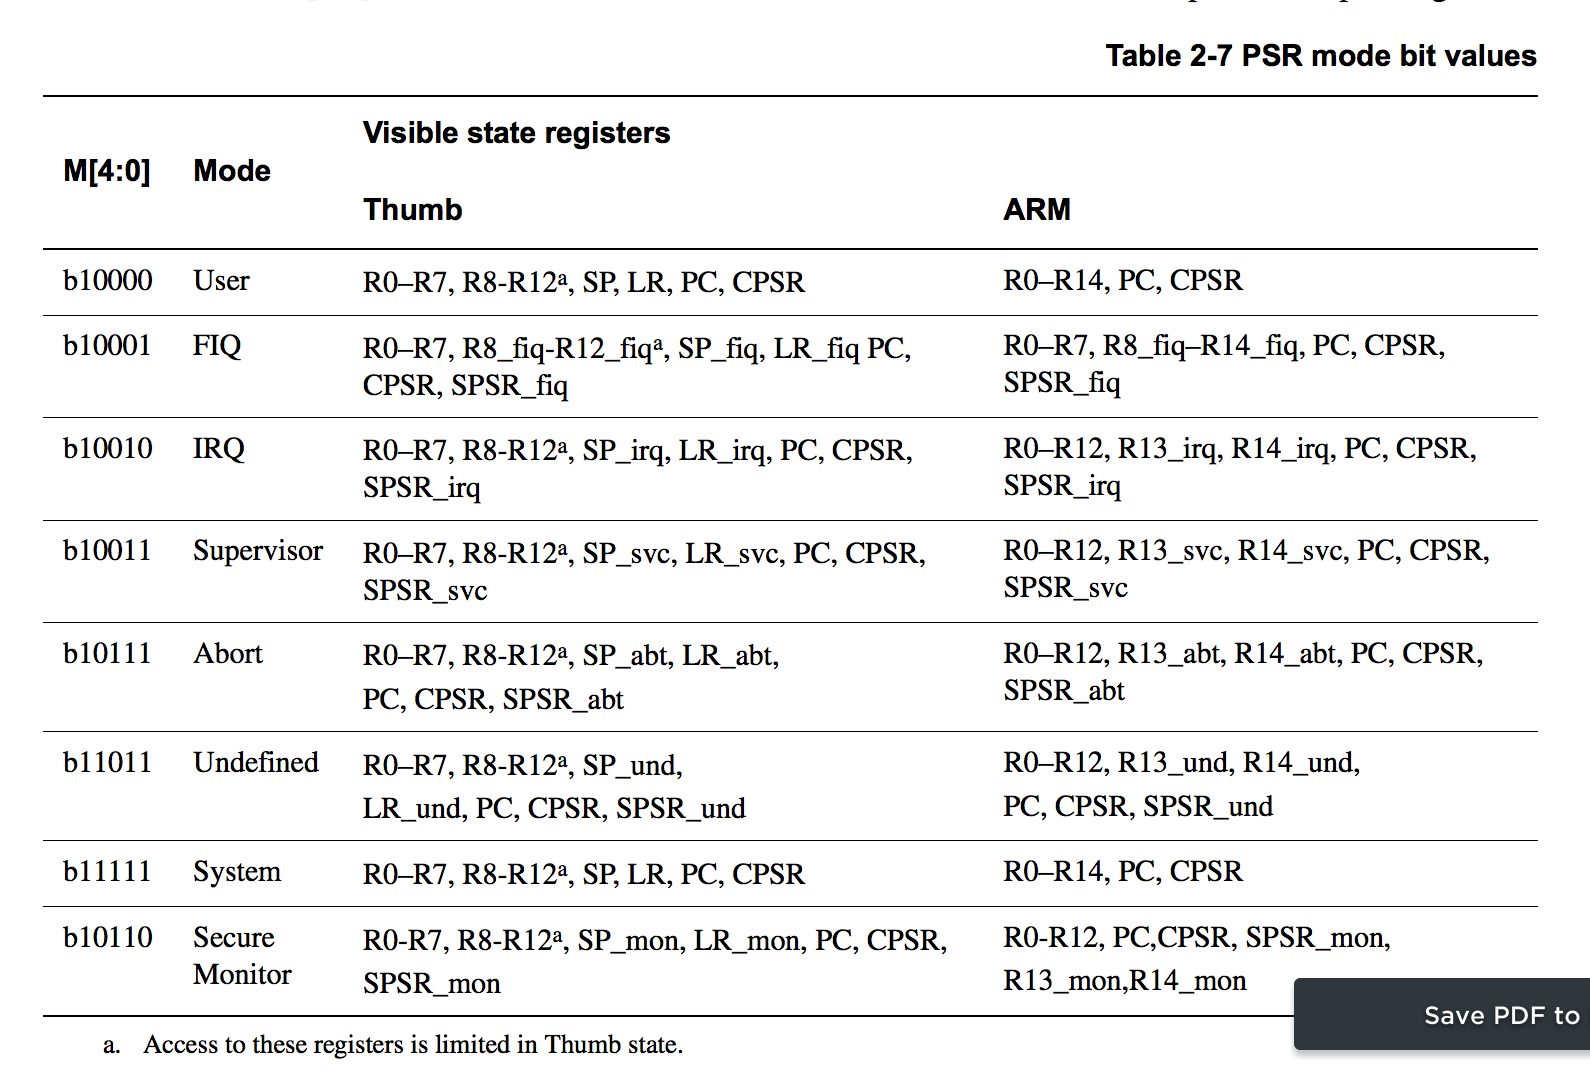 Table 2-7 PSR mode bit values
M[4:0] Mode Visible state registers
Thumb ARM
b10000 User R0–R7, R8-R12a, SP, LR, PC, CPSR R0–R14, PC, CPSR
b10001 FIQ R0–R7, R8_fiq-R12_fiqa, SP_fiq, LR_fiq PC, R0–R7, R8_fiq–R14_fiq, PC, CPSR,
CPSR, SPSR_fiq SPSR_fiq
b10010 IRQ R0–R7, R8-R12a, SP_irq, LR_irq, PC, CPSR, R0–R12, R13_irq, R14_irq, PC, CPSR,
SPSR_irq SPSR_irq
b10011 Supervisor R0–R7, R8-R12a, SP_svc, LR_svc, PC, CPSR, R0–R12, R13_svc, R14_svc, PC, CPSR,
SPSR_svc SPSR_svc
b10111 Abort R0–R7, R8-R12a, SP_abt, LR_abt, R0–R12, R13_abt, R14_abt, PC, CPSR,
PC, CPSR, SPSR_abt SPSR_abt
b11011 Undefined R0–R7, R8-R12a, SP_und, R0–R12, R13_und, R14_und,
LR_und, PC, CPSR, SPSR_und PC, CPSR, SPSR_und
b11111 System R0–R7, R8-R12a, SP, LR, PC, CPSR R0–R14, PC, CPSR
b10110 Secure R0-R7, R8-R12a, SP_mon, LR_mon, PC, CPSR, R0-R12, PC,CPSR, SPSR_mon,
Monitor SPSR_mon R13_mon,R14_mon
Save PDF to
a. Access to these registers is limited in Thumb state.